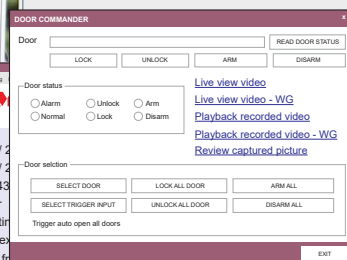 DOOR COMMANDER x
Door READ DOOR STATUS
LOCK UNLOCK ARM DISARM
Door status
Alarm Unlock Arm
Normal Lock Disarm
Live view video
Live view video - WG
Playback recorded video
Playback recorded video - WG
Review captured picture
Door selction
SELECT DOOR LOCK ALL DOOR ARM ALL
SELECT TRIGGER INPUT UNLOCK ALL DOOR DISARM ALL
Trigger auto open all doors
EXIT